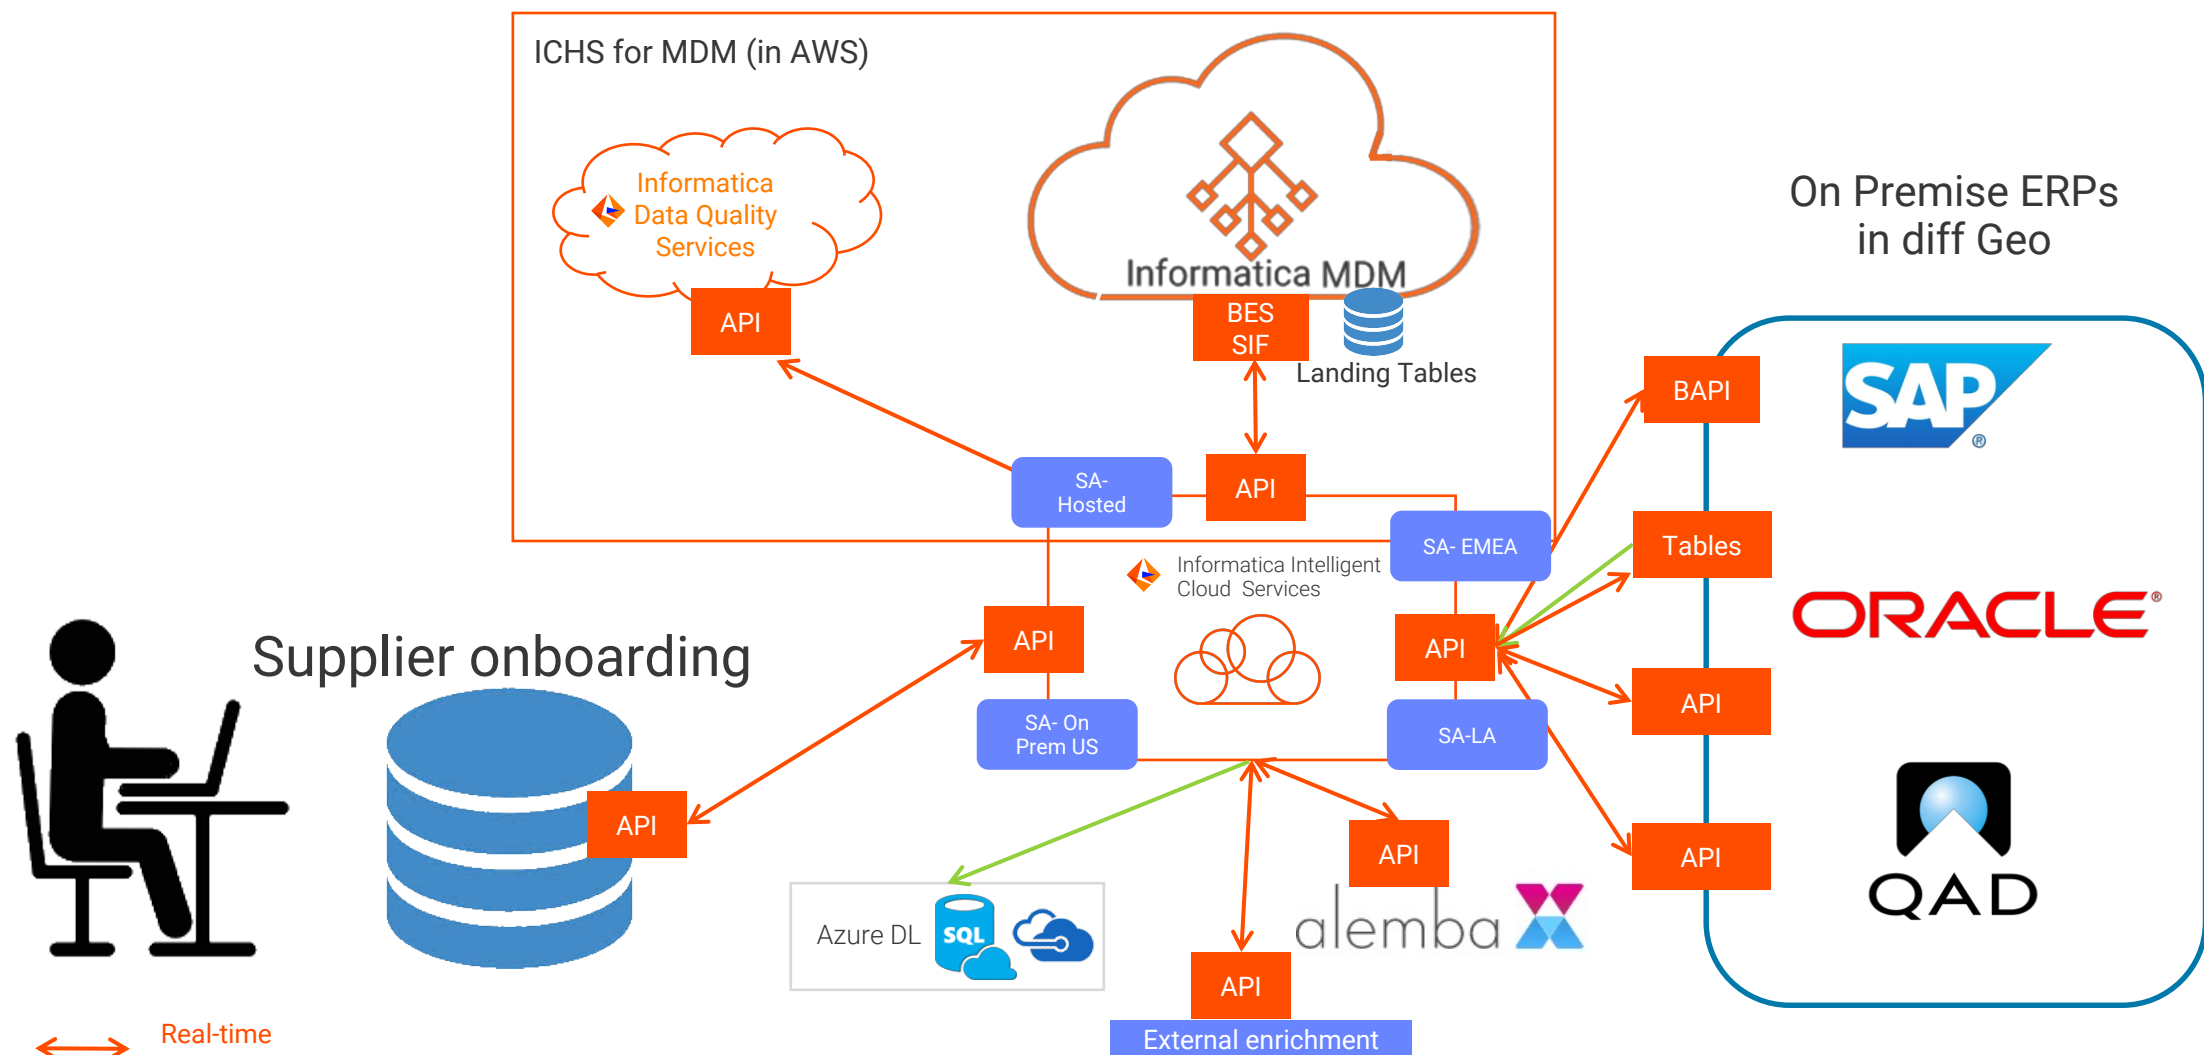 ICHS for MDM (in AWS)
Informatica
Data Quality
Services
API
Informatica MDM
BES
SIF
Landing Tables
On Premise ERPs
in diff Geo
BAPI
SAP
®
SA-
Hosted
API
SA- EMEA
Tables
Informatica Intelligent
Cloud  Services
ORACLE®
Supplier onboarding
API
API
API
SA- On
Prem US
SA-LA
API
API
API
QAD
Azure DL
SQL
alemba
API
External enrichment
Real-time